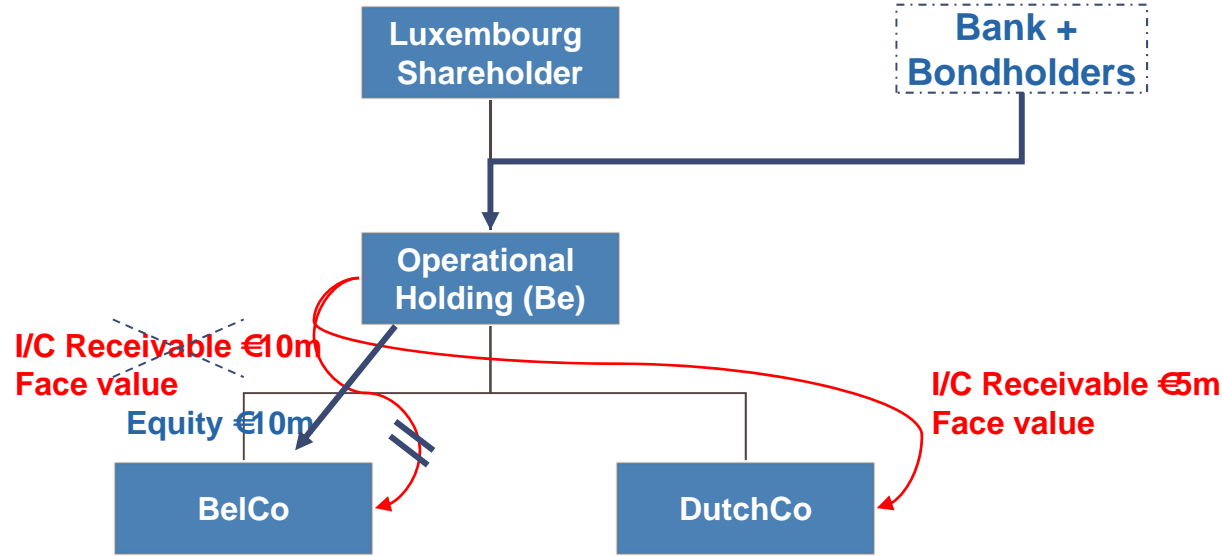 Luxembourg
Shareholder
Bank +
Bondholders
Operational
Holding (Be)
I/C Receivable €10m
Face value
Equity €10m
I/C Receivable €5m
Face value
BelCo
DutchCo